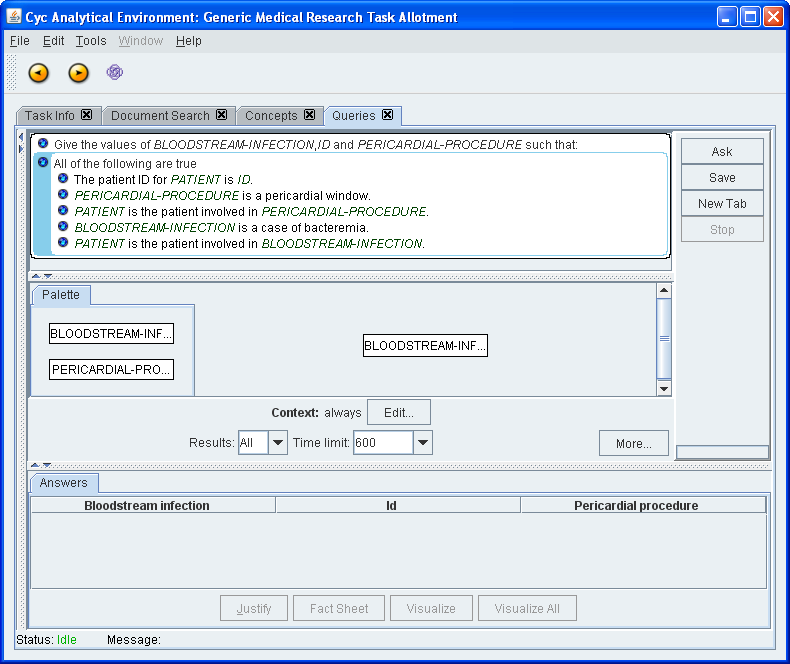 Cyc Analytical Environment: Generic Medical Research Task Allotment
File Edit Tools Window Help
Task Info Document Search Concepts Queries
Give the values of BLOODSTREAM-INFECTION,ID and PERICARDIAL-PROCEDURE such that:
All of the following are true
The patient ID for PATIENT is ID.
PERICARDIAL-PROCEDURE is a pericardial window.
PATIENT is the patient involved in PERICARDIAL-PROCEDURE.
BLOODSTREAM-INFECTION is a case of bacteremia.
PATIENT is the patient involved in BLOODSTREAM-INFECTION.
Ask
Save
New Tab
Stop
Palette
BLOODSTREAM-INF...
PERICARDIAL-PRO...
BLOODSTREAM-INF...
Context: always Edit...
Results: All Time limit: 600 More...
Answers
Bloodstream infection Id Pericardial procedure
Justify Fact Sheet Visualize Visualize All
Status: Idle Message: